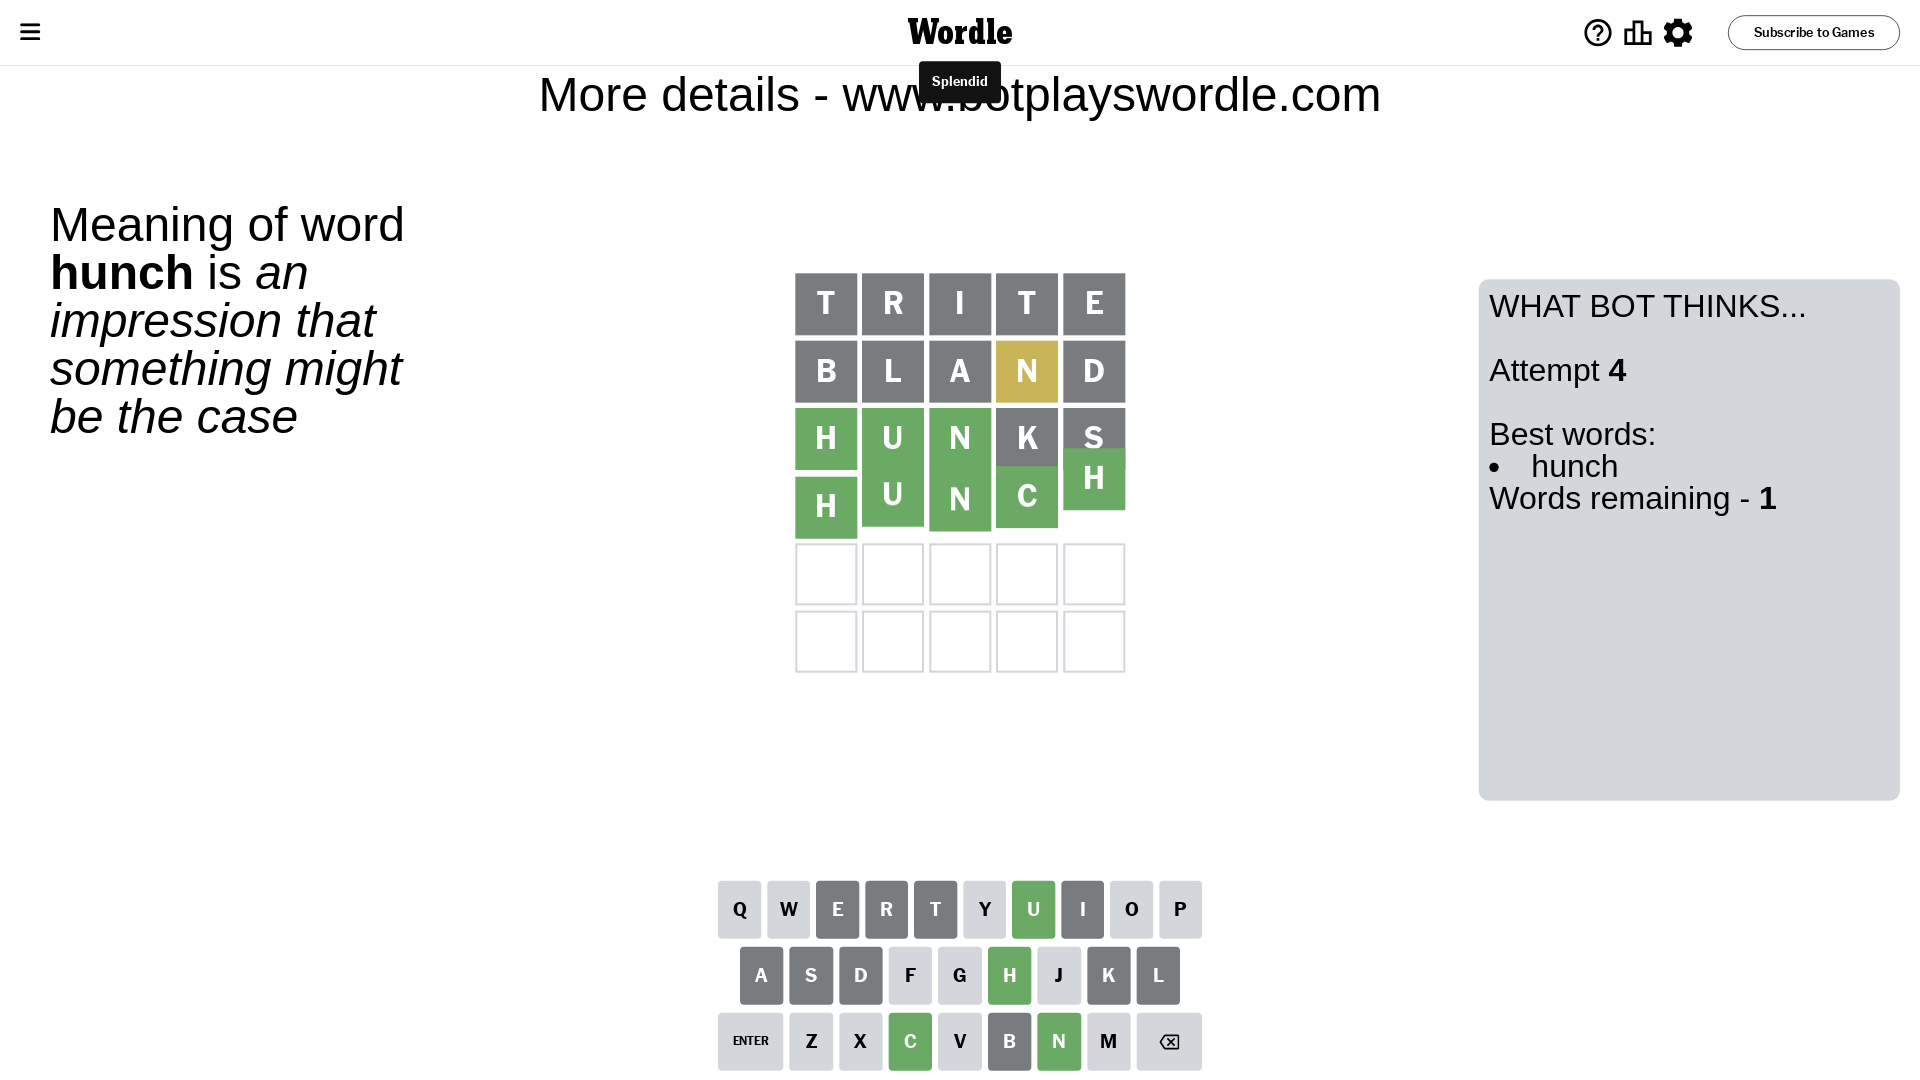 Wordle
Subscribe to Games
Splendid
More details - www.botplayswordle.com
Meaning of word
hunch is an
impression that
something might
be the case
T R I T E
B L A N D
H U N K S
H U N C H
WHAT BOT THINKS...
Attempt 4
Best words:
• hunch
Words remaining - 1
Q W E R T Y U I O P
A S D F G H J K L
ENTER Z X C V B N M